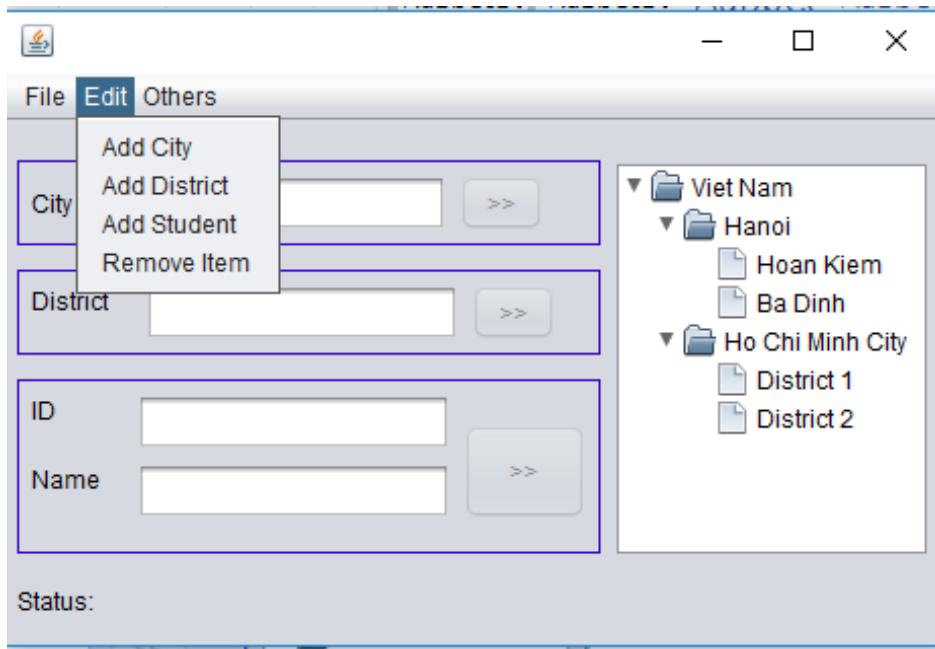 File Edit Others
Add City
Add District
Add Student
Remove Item
City
>>
District
>>
ID
Name
>>
Viet Nam
Hanoi
Hoan Kiem
Ba Dinh
Ho Chi Minh City
District 1
District 2
Status: